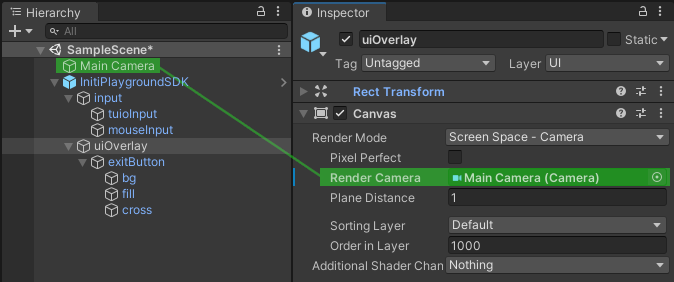 Hierarchy
All
SampleScene*
Main Camera
InitiPlaygroundSDK
input
tuioInput
mouseInput
uiOverlay
exitButton
bg
fill
cross
Inspector
uiOverlay Static
Tag Untagged Layer UI
Rect Transform
Canvas
Render Mode Screen Space - Camera
Pixel Perfect
Render Camera Main Camera (Camera)
Plane Distance 1
Sorting Layer Default
Order in Layer 1000
Additional Shader Chan Nothing